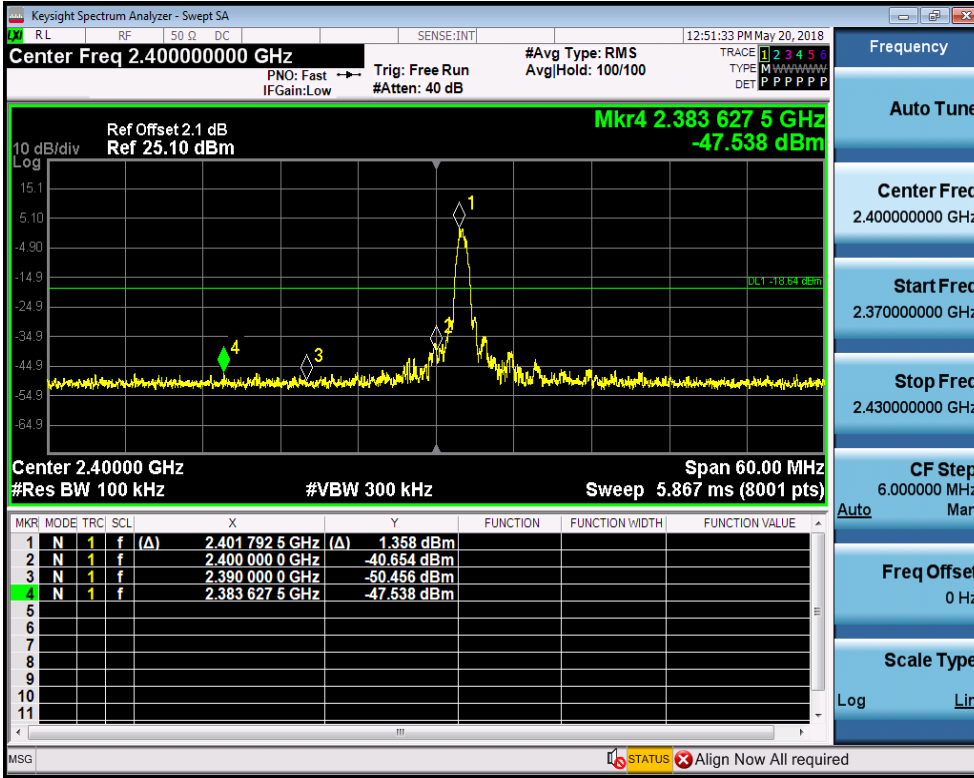 Keysight Spectrum Analyzer - Swept SA
LXI RL RF 50 Ω DC SENSE:INT 12:51:33 PM May 20, 2018
Center Freq 2.400000000 GHz
PNO: Fast
IFGain:Low
Trig: Free Run
#Atten: 40 dB
#Avg Type: RMS
Avg|Hold: 100/100
TRACE 1 2 3 4 5 6
TYPE M W W W W W
DET P P P P P P
Mkr4 2.383 627 5 GHz
-47.538 dBm
Ref Offset 2.1 dB
10 dB/div Ref 25.10 dBm
Log
15.1
5.10
-4.90
-14.9
-24.9
-34.9
-44.9
-54.9
-64.9
1
2
3
4
DL1 -18.64 dBm
Center 2.40000 GHz Span 60.00 MHz
#Res BW 100 kHz #VBW 300 kHz Sweep 5.867 ms (8001 pts)
MKR MODE TRC SCL X Y FUNCTION FUNCTION WIDTH FUNCTION VALUE
1 N 1 f (Δ) 2.401 792 5 GHz (Δ) 1.358 dBm
2 N 1 f 2.400 000 0 GHz -40.654 dBm
3 N 1 f 2.390 000 0 GHz -50.456 dBm
4 N 1 f 2.383 627 5 GHz -47.538 dBm
5
6
7
8
9
10
11
MSG STATUS Align Now All required
Frequency
Auto Tune
Center Freq
2.400000000 GHz
Start Freq
2.370000000 GHz
Stop Freq
2.430000000 GHz
CF Step
6.000000 MHz
Auto Man
Freq Offset
0 Hz
Scale Type
Log Lin